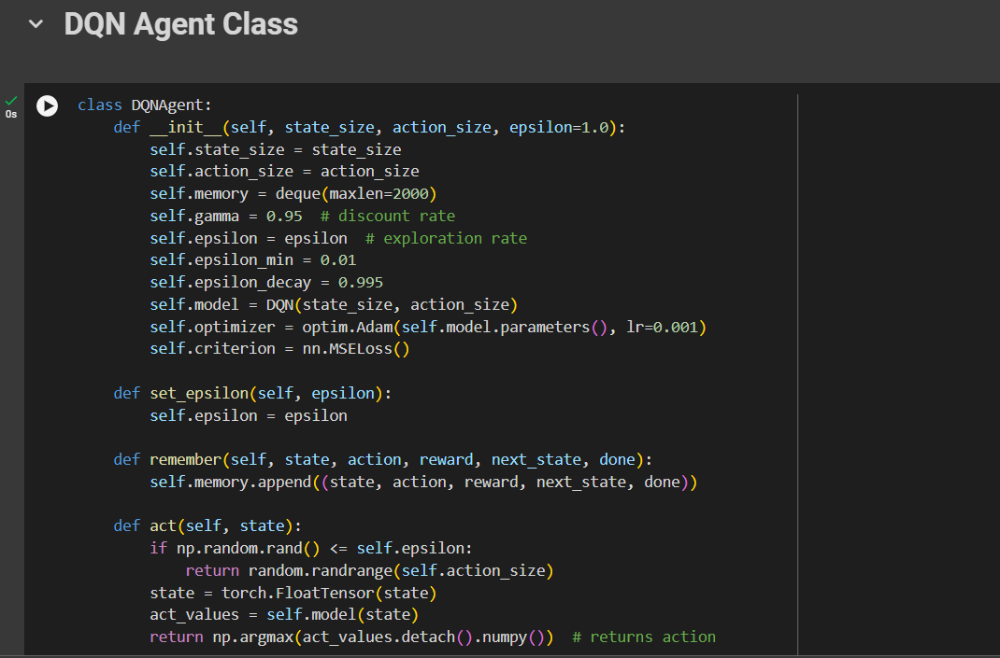 DQN Agent Class
0s
class DQNAgent:
    def __init__(self, state_size, action_size, epsilon=1.0):
        self.state_size = state_size
        self.action_size = action_size
        self.memory = deque(maxlen=2000)
        self.gamma = 0.95  # discount rate
        self.epsilon = epsilon  # exploration rate
        self.epsilon_min = 0.01
        self.epsilon_decay = 0.995
        self.model = DQN(state_size, action_size)
        self.optimizer = optim.Adam(self.model.parameters(), lr=0.001)
        self.criterion = nn.MSELoss()

    def set_epsilon(self, epsilon):
        self.epsilon = epsilon

    def remember(self, state, action, reward, next_state, done):
        self.memory.append((state, action, reward, next_state, done))

    def act(self, state):
        if np.random.rand() <= self.epsilon:
            return random.randrange(self.action_size)
        state = torch.FloatTensor(state)
        act_values = self.model(state)
        return np.argmax(act_values.detach().numpy())  # returns action